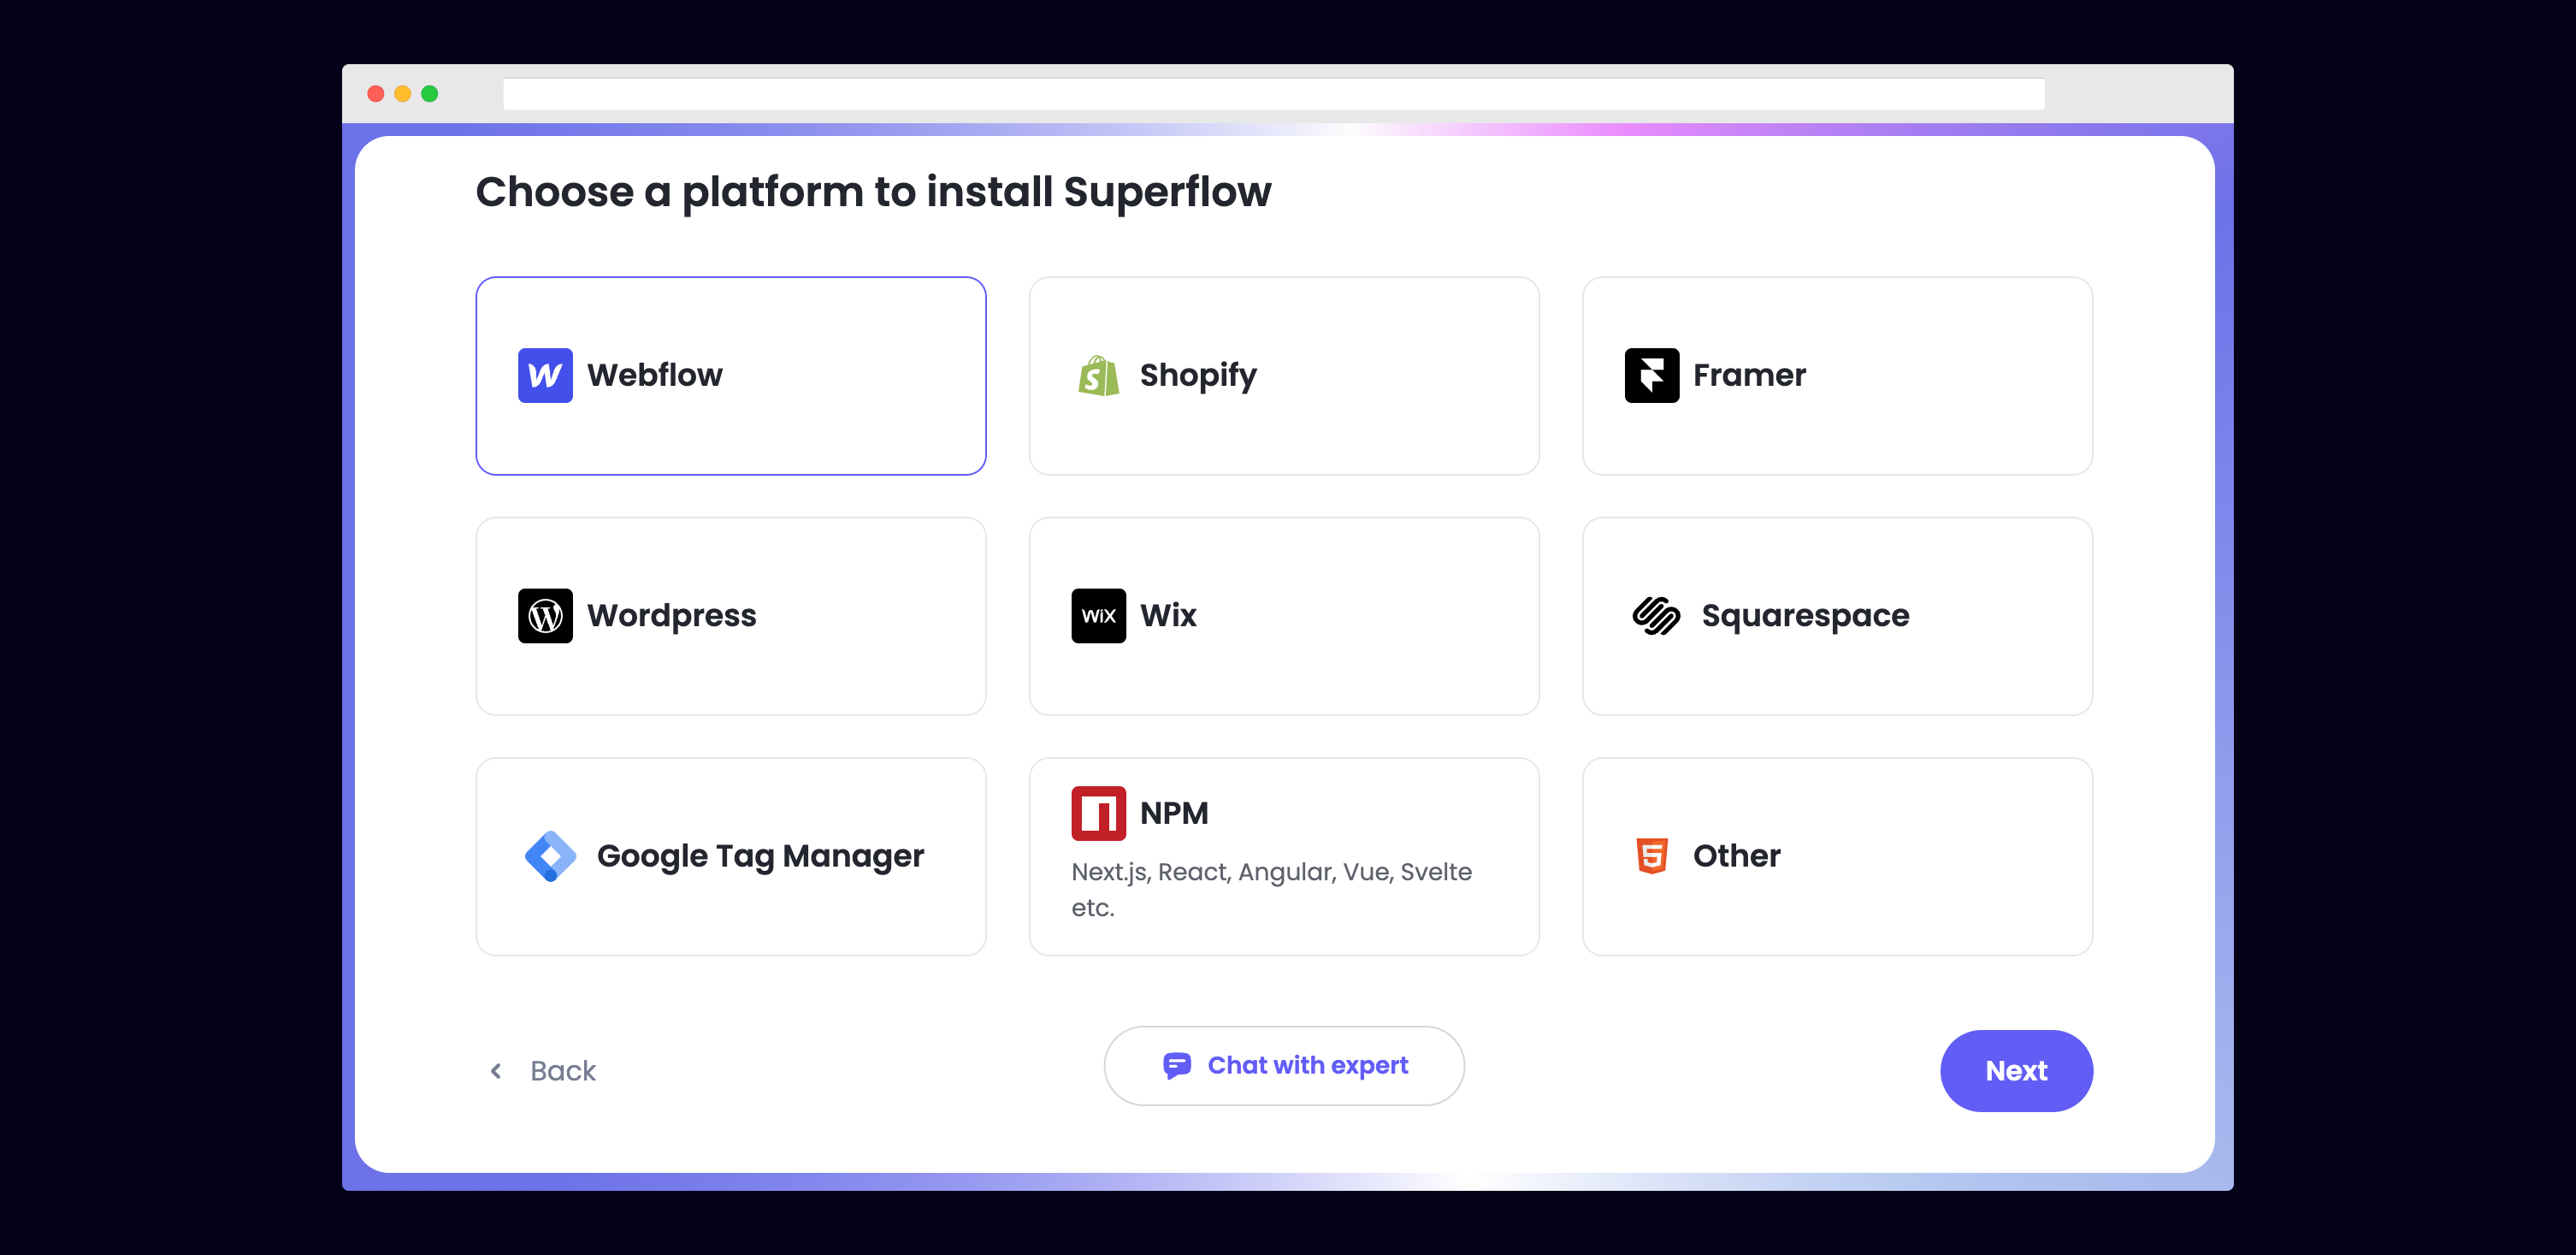 Choose a platform to install Superflow
Webflow
Shopify
Framer
Wordpress
WiX
Wix
Squarespace
Google Tag Manager
NPM
Next.js, React, Angular, Vue, Svelte
etc.
Other
Back
Chat with expert
Next